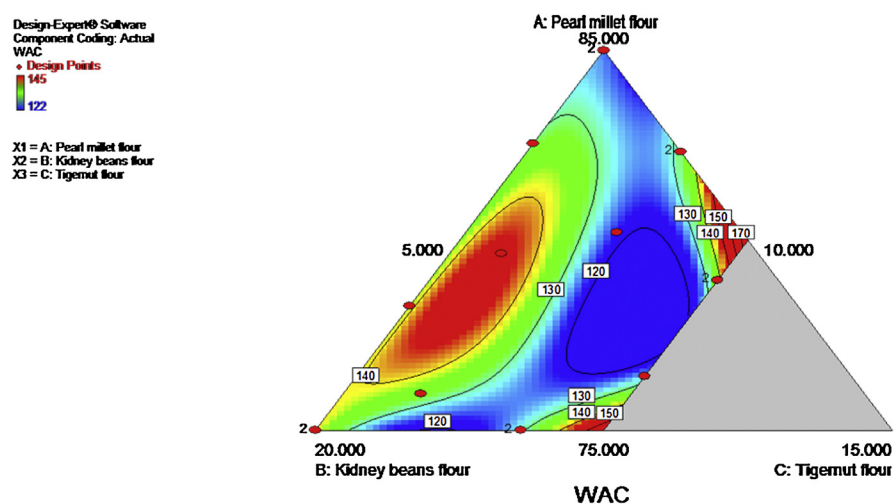 Design-Expert® Software
Component Coding: Actual
WAC
Design Points
145
122
X1 = A: Pearl millet flour
X2 = B: Kidney beans flour
X3 = C: Tigernut flour
A: Pearl millet flour
85.000
2
2
130
150
140
170
5.000
10.000
120
130
2
140
130
140
150
120
2
2
20.000
75.000
15.000
B: Kidney beans flour
C: Tigernut flour
WAC